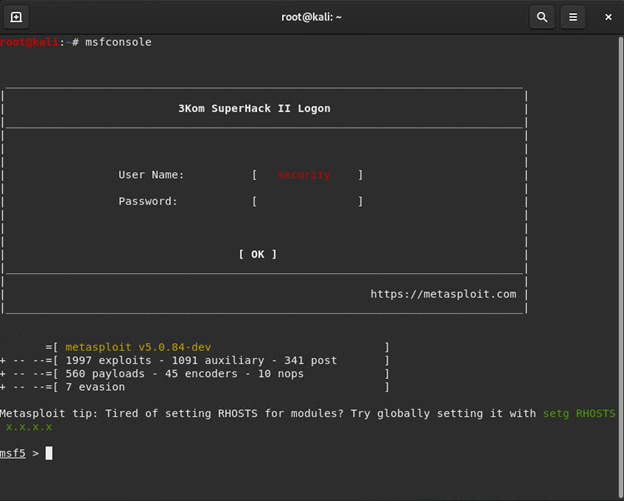 root@kali: ~
root@kali:~# msfconsole
3Kom SuperHack II Logon
User Name: [ security ]
Password: [ ]
[ OK ]
https://metasploit.com
=[ metasploit v5.0.84-dev ]
+ -- --=[ 1997 exploits - 1091 auxiliary - 341 post ]
+ -- --=[ 560 payloads - 45 encoders - 10 nops ]
+ -- --=[ 7 evasion ]
Metasploit tip: Tired of setting RHOSTS for modules? Try globally setting it with setg RHOSTS
x.x.x.x
msf5 >